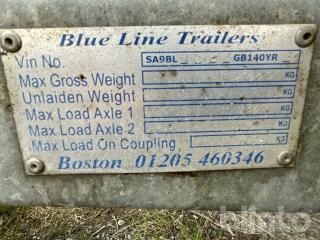 Blue Line Trailers
Vin No. SA9BL GB140YR
Max Gross Weight KG
Unlaiden Weight KG
Max Load Axle 1 KG
Max Load Axle 2 KG
Max Load On Coupling KG
Boston 01205 460346
klinto